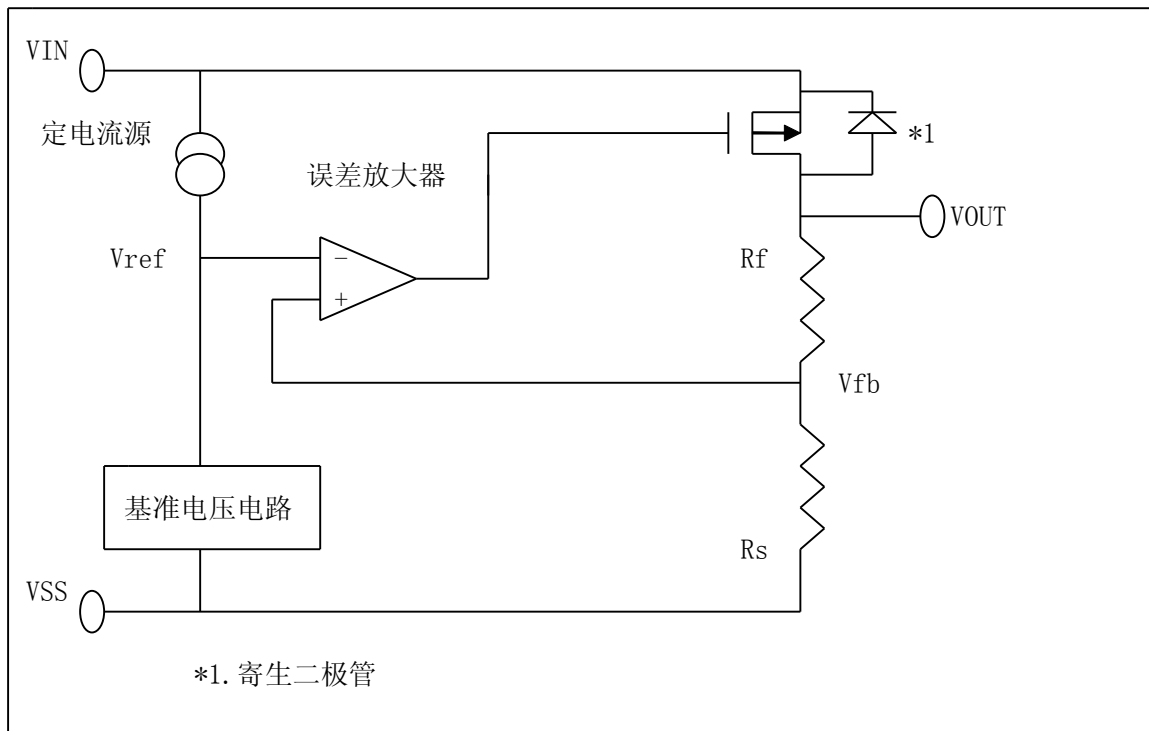 VIN
定电流源
*1
误差放大器
VOUT
Vref
−
Rf
+
Vfb
基准电压电路
Rs
VSS
*1.寄生二极管